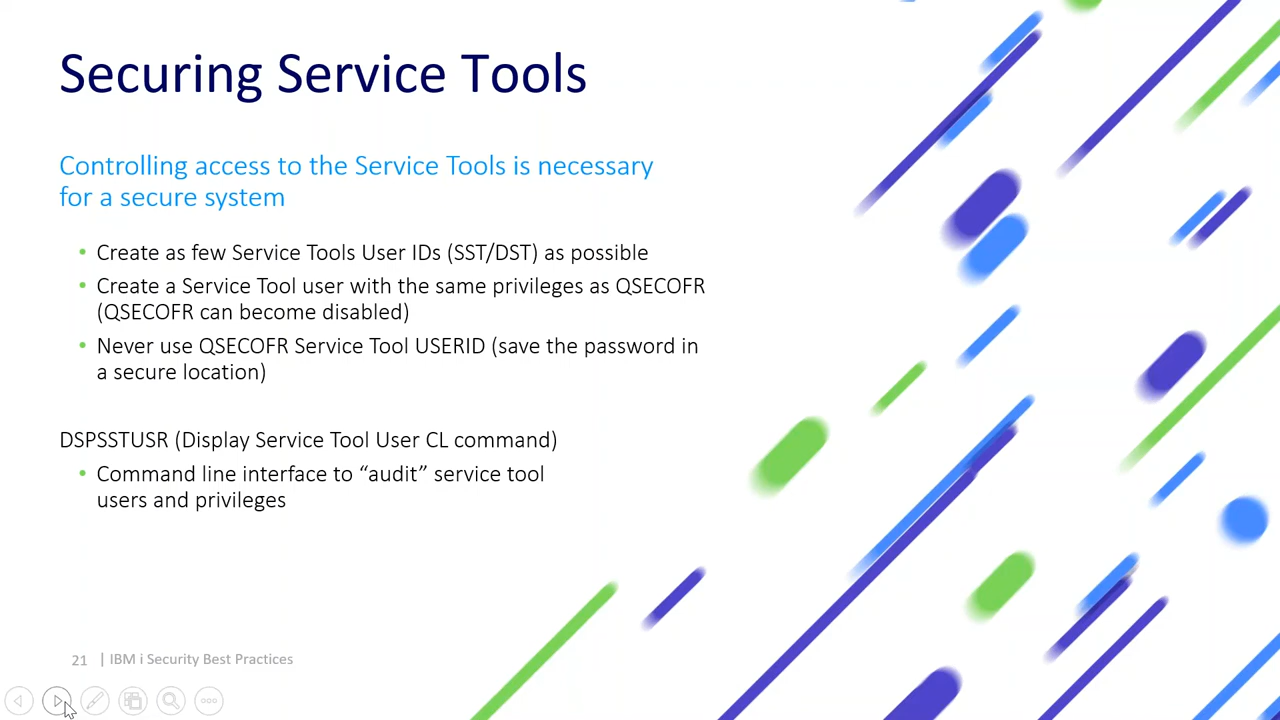 Securing Service Tools
Controlling access to the Service Tools is necessary
for a secure system
• Create as few Service Tools User IDs (SST/DST) as possible
• Create a Service Tool user with the same privileges as QSECOFR
(QSECOFR can become disabled)
• Never use QSECOFR Service Tool USERID (save the password in
a secure location)
DSPSSTUSR (Display Service Tool User CL command)
• Command line interface to “audit” service tool
users and privileges
21 | IBM i Security Best Practices